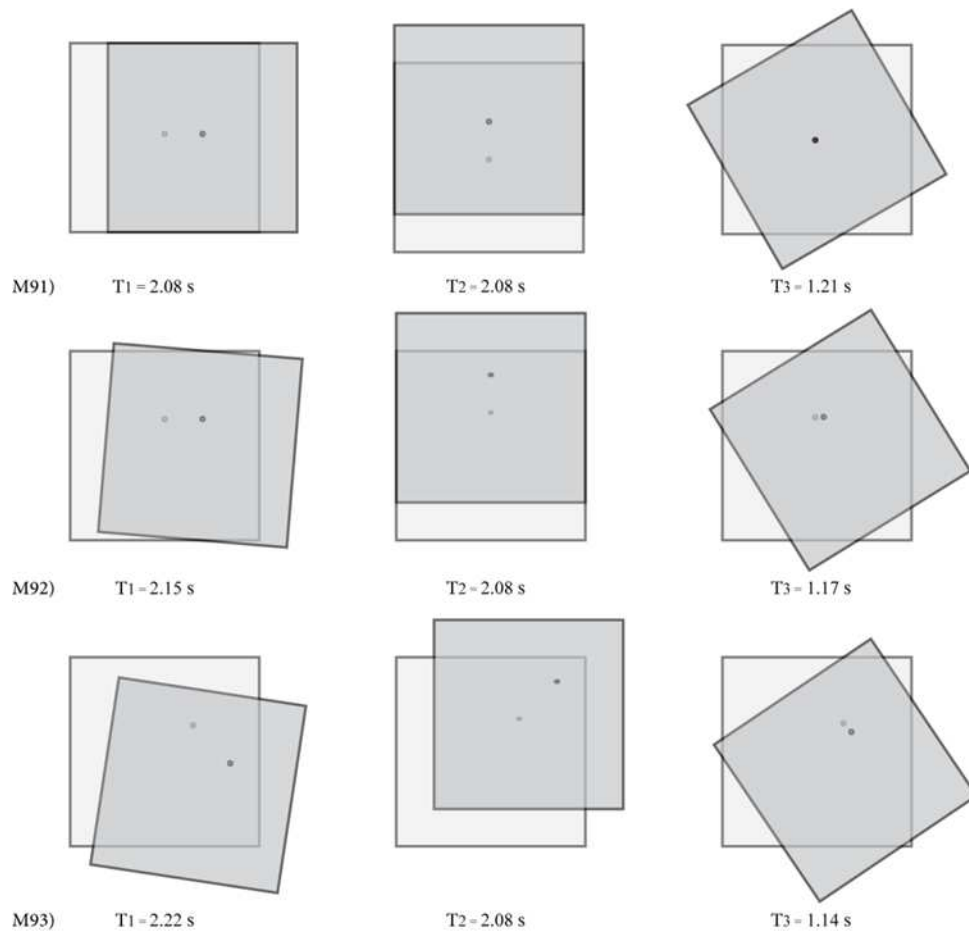 M91) T1 = 2.08 s T2 = 2.08 s T3 = 1.21 s
M92) T1 = 2.15 s T2 = 2.08 s T3 = 1.17 s
M93) T1 = 2.22 s T2 = 2.08 s T3 = 1.14 s